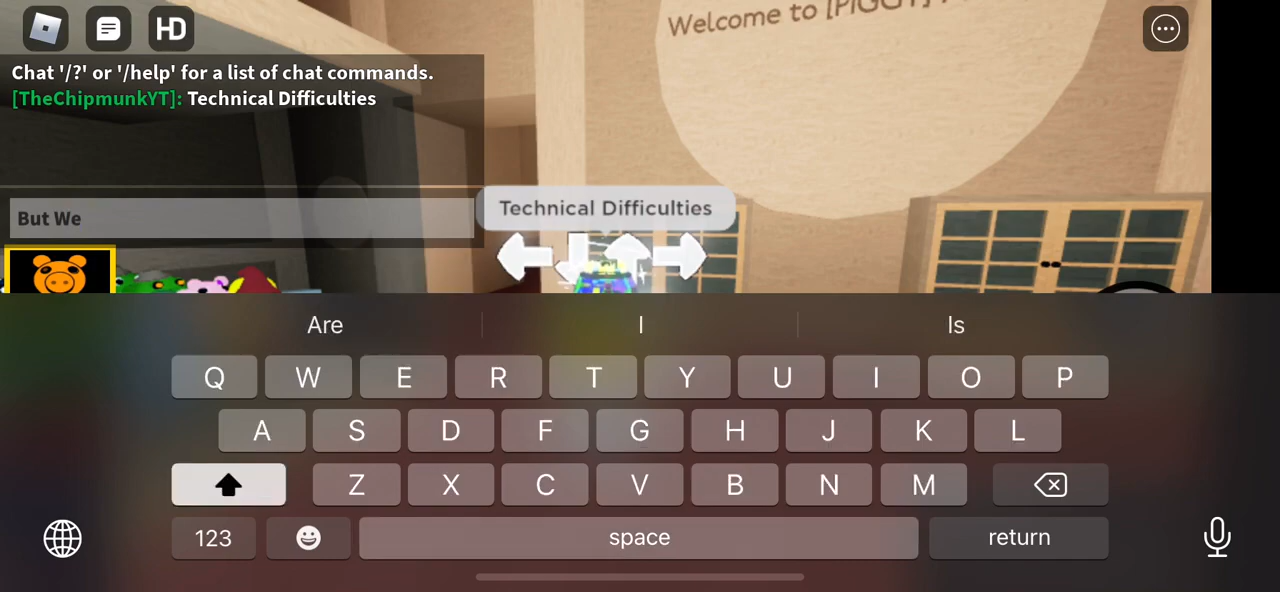 HD
Welcome to [PIGGY]
Chat '/?' or '/help' for a list of chat commands.
[TheChipmunkYT]: Technical Difficulties
But We
Technical Difficulties
Are I Is
Q W E R T Y U I O P
A S D F G H J K L
Z X C V B N M
123 space return